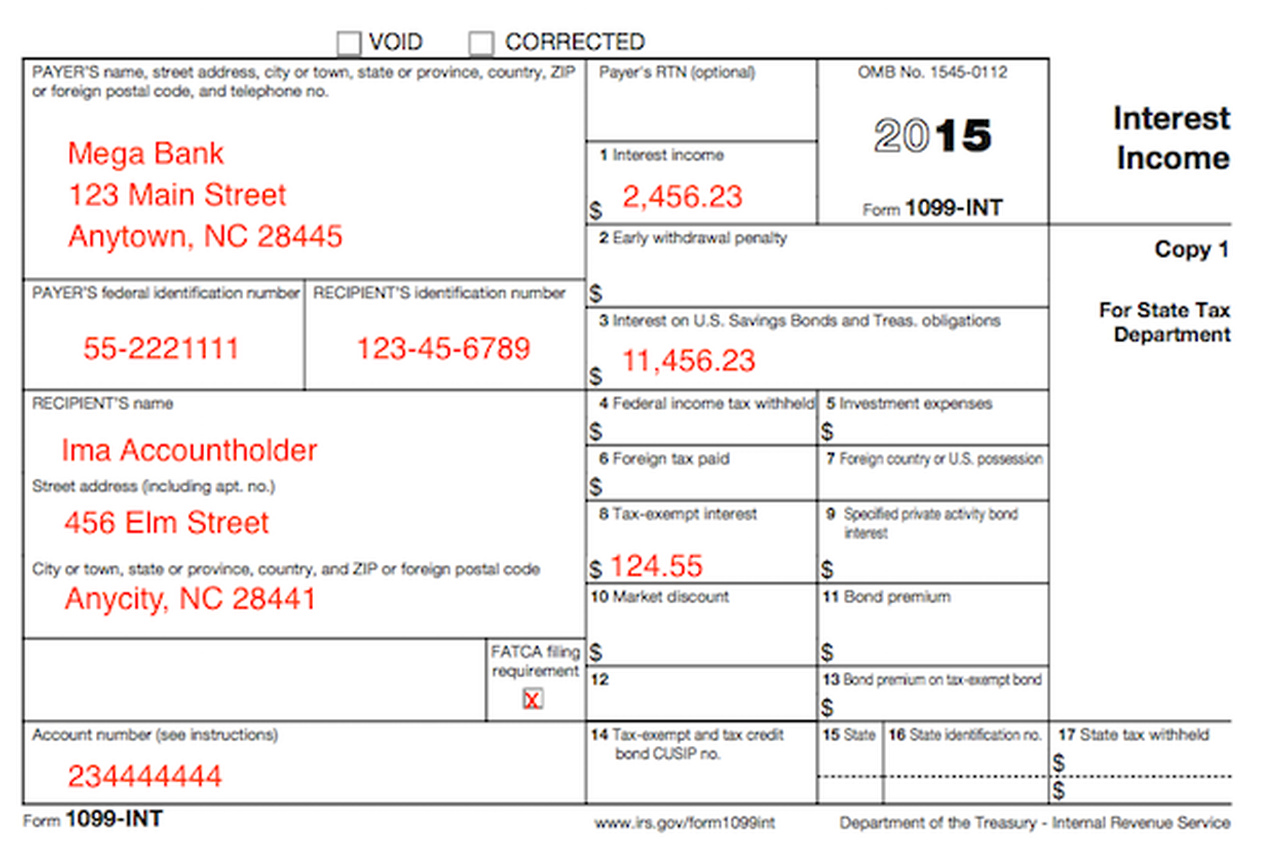 VOID CORRECTED
PAYER'S name, street address, city or town, state or province, country, ZIP
or foreign postal code, and telephone no.
Mega Bank
123 Main Street
Anytown, NC 28445
Payer's RTN (optional)
1 Interest income
$ 2,456.23
OMB No. 1545-0112
2015
Form 1099-INT
Interest
Income
2 Early withdrawal penalty
$
Copy 1
For State Tax
Department
PAYER'S federal identification number
55-2221111
RECIPIENT'S identification number
123-45-6789
3 Interest on U.S. Savings Bonds and Treas. obligations
$ 11,456.23
RECIPIENT'S name
Ima Accountholder
Street address (including apt. no.)
456 Elm Street
City or town, state or province, country, and ZIP or foreign postal code
Anycity, NC 28441
4 Federal income tax withheld
$
5 Investment expenses
$
6 Foreign tax paid
$
7 Foreign country or U.S. possession
8 Tax-exempt interest
$ 124.55
9 Specified private activity bond
interest
$
10 Market discount
$
11 Bond premium
$
FATCA filing
requirement
X
12
13 Bond premium on tax-exempt bond
$
Account number (see instructions)
234444444
14 Tax-exempt and tax credit
bond CUSIP no.
15 State
16 State identification no.
17 State tax withheld
$
$
Form 1099-INT
www.irs.gov/form1099int
Department of the Treasury - Internal Revenue Service